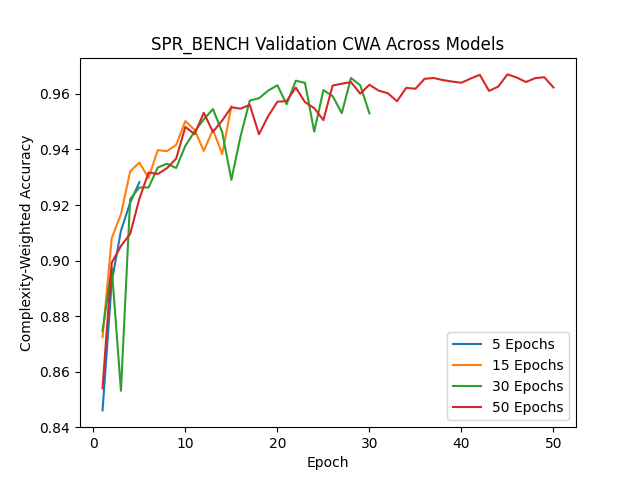 SPR_BENCH Validation CWA Across Models
Complexity-Weighted Accuracy
0.96
0.94
0.92
0.90
0.88
0.86
0.84
0
10
20
30
40
50
Epoch
5 Epochs
15 Epochs
30 Epochs
50 Epochs